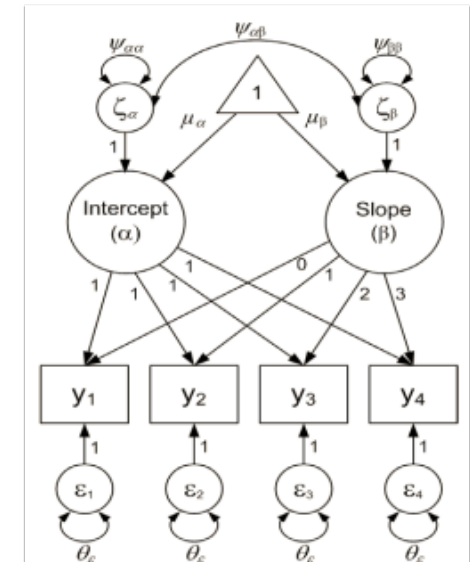 ψαα ψαβ ψββ
ζα 1 ζβ
μα μβ
1 1
Intercept Slope
(α) (β)
1 1 1 1 0 1 2 3
y1 y2 y3 y4
1 1 1 1
ε1 ε2 ε3 ε4
θε θε θε θε